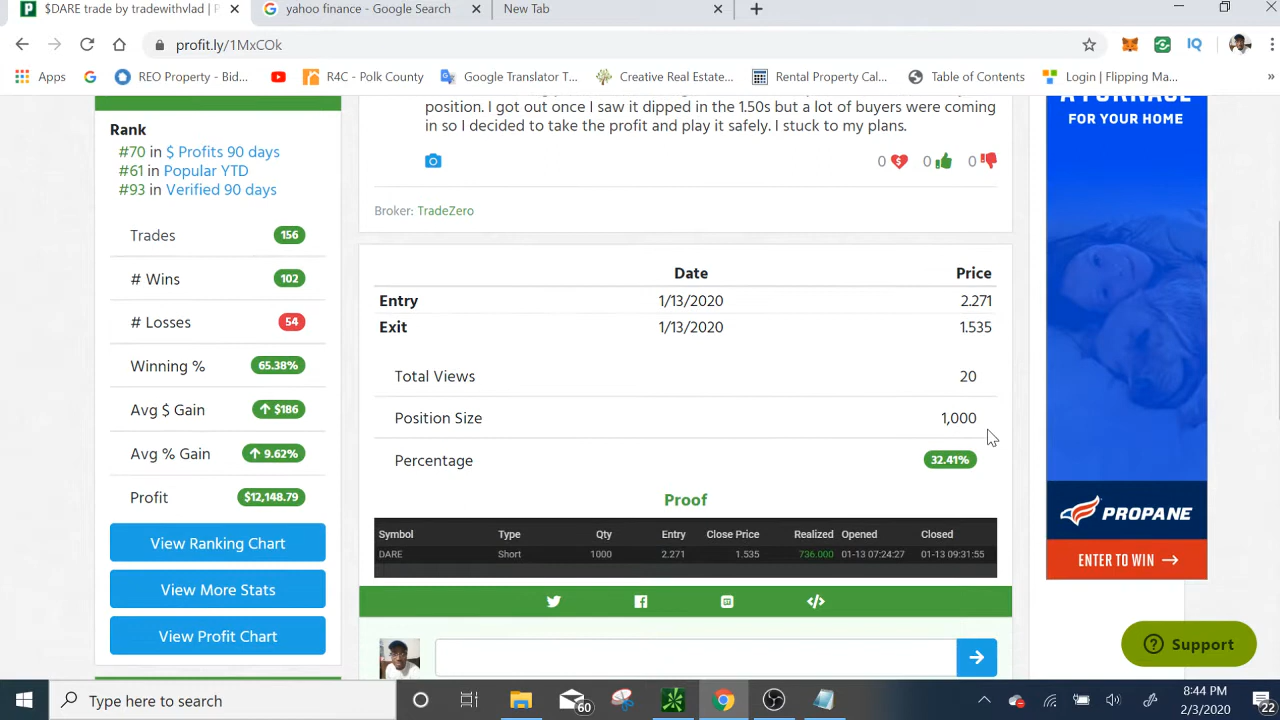 $DARE trade by tradewithvlad | P
yahoo finance - Google Search
New Tab
profit.ly/1MxCOk
Apps
REO Property - Bid...
R4C - Polk County
Google Translator T...
Creative Real Estate...
Rental Property Cal...
Table of Contents
Login | Flipping Ma...
»
Rank
#70 in $ Profits 90 days
#61 in Popular YTD
#93 in Verified 90 days
Trades 156
# Wins 102
# Losses 54
Winning % 65.38%
Avg $ Gain $186
Avg % Gain 9.62%
Profit $12,148.79
View Ranking Chart
View More Stats
View Profit Chart
position. I got out once I saw it dipped in the 1.50s but a lot of buyers were coming
in so I decided to take the profit and play it safely. I stuck to my plans.
0 0 0
Broker: TradeZero
Date Price
Entry 1/13/2020 2.271
Exit 1/13/2020 1.535
Total Views 20
Position Size 1,000
Percentage 32.41%
Proof
Symbol Type Qty Entry Close Price Realized Opened Closed
DARE Short 1000 2.271 1.535 736.000 01-13 07:24:27 01-13 09:31:55
A FURNACE
FOR YOUR HOME
PROPANE
ENTER TO WIN
Support
Type here to search
60
8:44 PM
2/3/2020
22